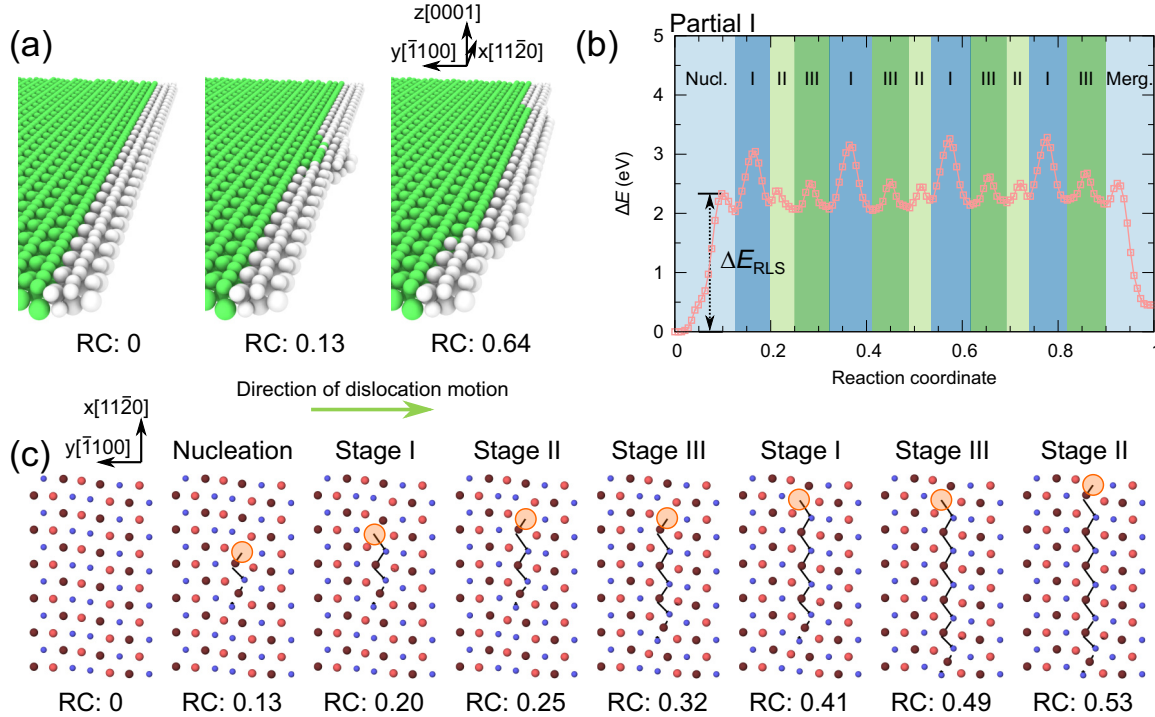 (a)
z[0001]
y[1̅100]
x[112̅0]
RC: 0
RC: 0.13
RC: 0.64
(b)
Partial I
Nucl.
I
II
III
I
III
II
I
III
II
I
III
Merg.
5
4
3
2
1
0
ΔE (eV)
ΔE_RLS
0
0.2
0.4
0.6
0.8
1
Reaction coordinate
Direction of dislocation motion
x[112̅0]
y[1̅100]
(c)
Nucleation
Stage I
Stage II
Stage III
Stage I
Stage III
Stage II
RC: 0
RC: 0.13
RC: 0.20
RC: 0.25
RC: 0.32
RC: 0.41
RC: 0.49
RC: 0.53